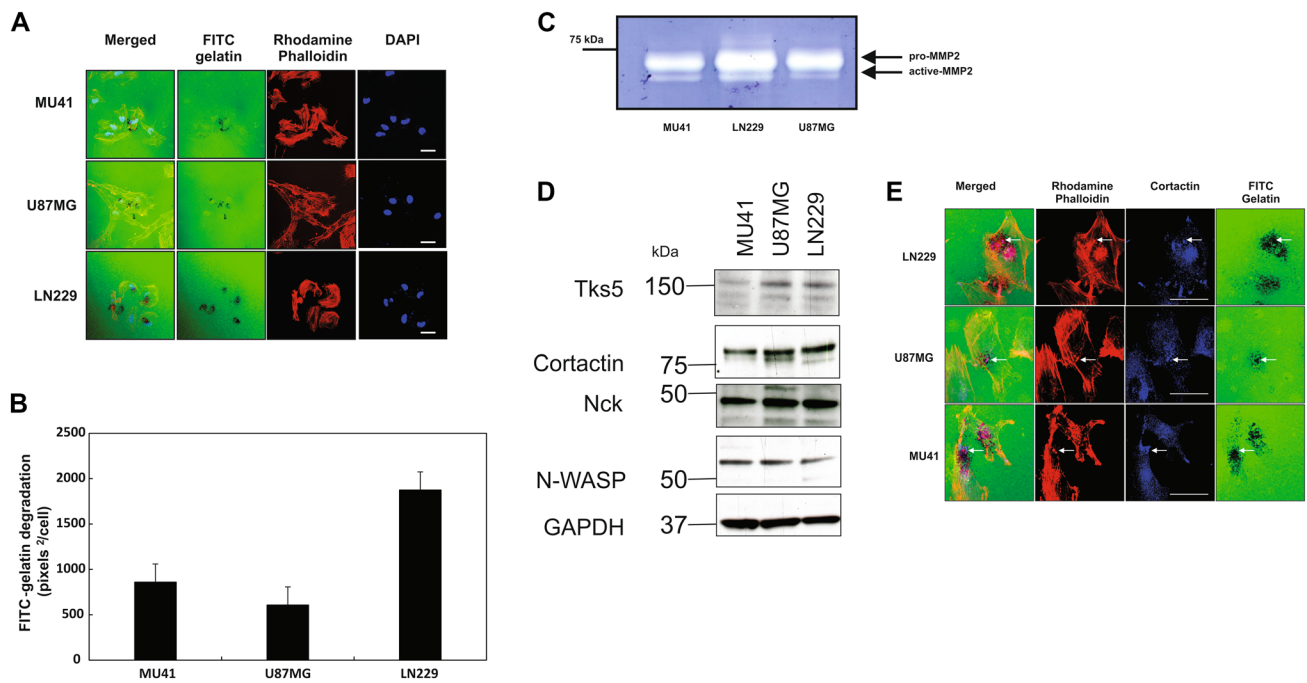 A
Merged
FITC
gelatin
Rhodamine
Phalloidin
DAPI
MU41
U87MG
LN229
B
FITC-gelatin degradation
(pixels 2/cell)
2500
2000
1500
1000
500
0
MU41
U87MG
LN229
C
75 kDa
pro-MMP2
active-MMP2
MU41
LN229
U87MG
D
MU41
U87MG
LN229
kDa
Tks5
150
Cortactin
75
Nck
50
N-WASP
50
GAPDH
37
E
Merged
Rhodamine
Phalloidin
Cortactin
FITC
Gelatin
LN229
U87MG
MU41